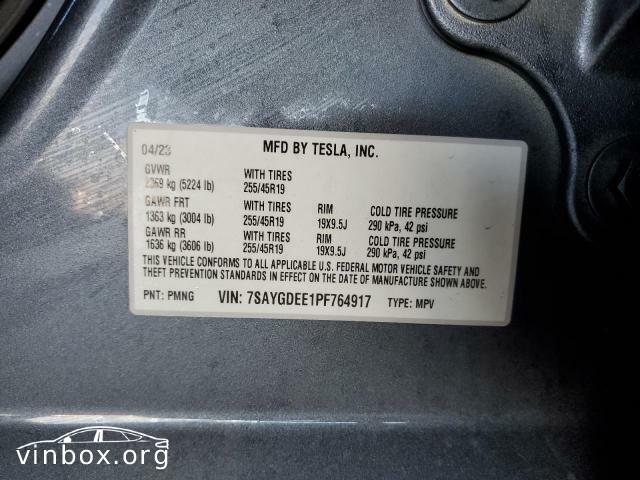 04/23 MFD BY TESLA, INC.
GVWR WITH TIRES
2369 kg (5224 lb) 255/45R19
GAWR FRT WITH TIRES RIM COLD TIRE PRESSURE
1363 kg (3004 lb) 255/45R19 19X9.5J 290 kPa, 42 psi
GAWR RR WITH TIRES RIM COLD TIRE PRESSURE
1636 kg (3606 lb) 255/45R19 19X9.5J 290 kPa, 42 psi
THIS VEHICLE CONFORMS TO ALL APPLICABLE U.S. FEDERAL MOTOR VEHICLE SAFETY AND
THEFT PREVENTION STANDARDS IN EFFECT ON THE DATE OF MANUFACTURE SHOWN ABOVE.
PNT: PMNG VIN: 7SAYGDEE1PF764917 TYPE: MPV
vinbox.org